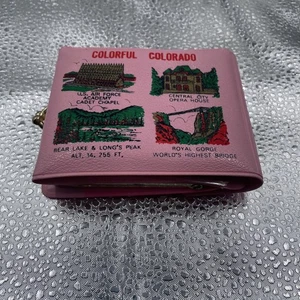 COLORFUL COLORADO
U.S. AIR FORCE
ACADEMY
CADET CHAPEL
CENTRAL CITY
OPERA HOUSE
BEAR LAKE & LONG'S PEAK
ALT. 14,255 FT.
ROYAL GORGE
WORLD'S HIGHEST BRIDGE